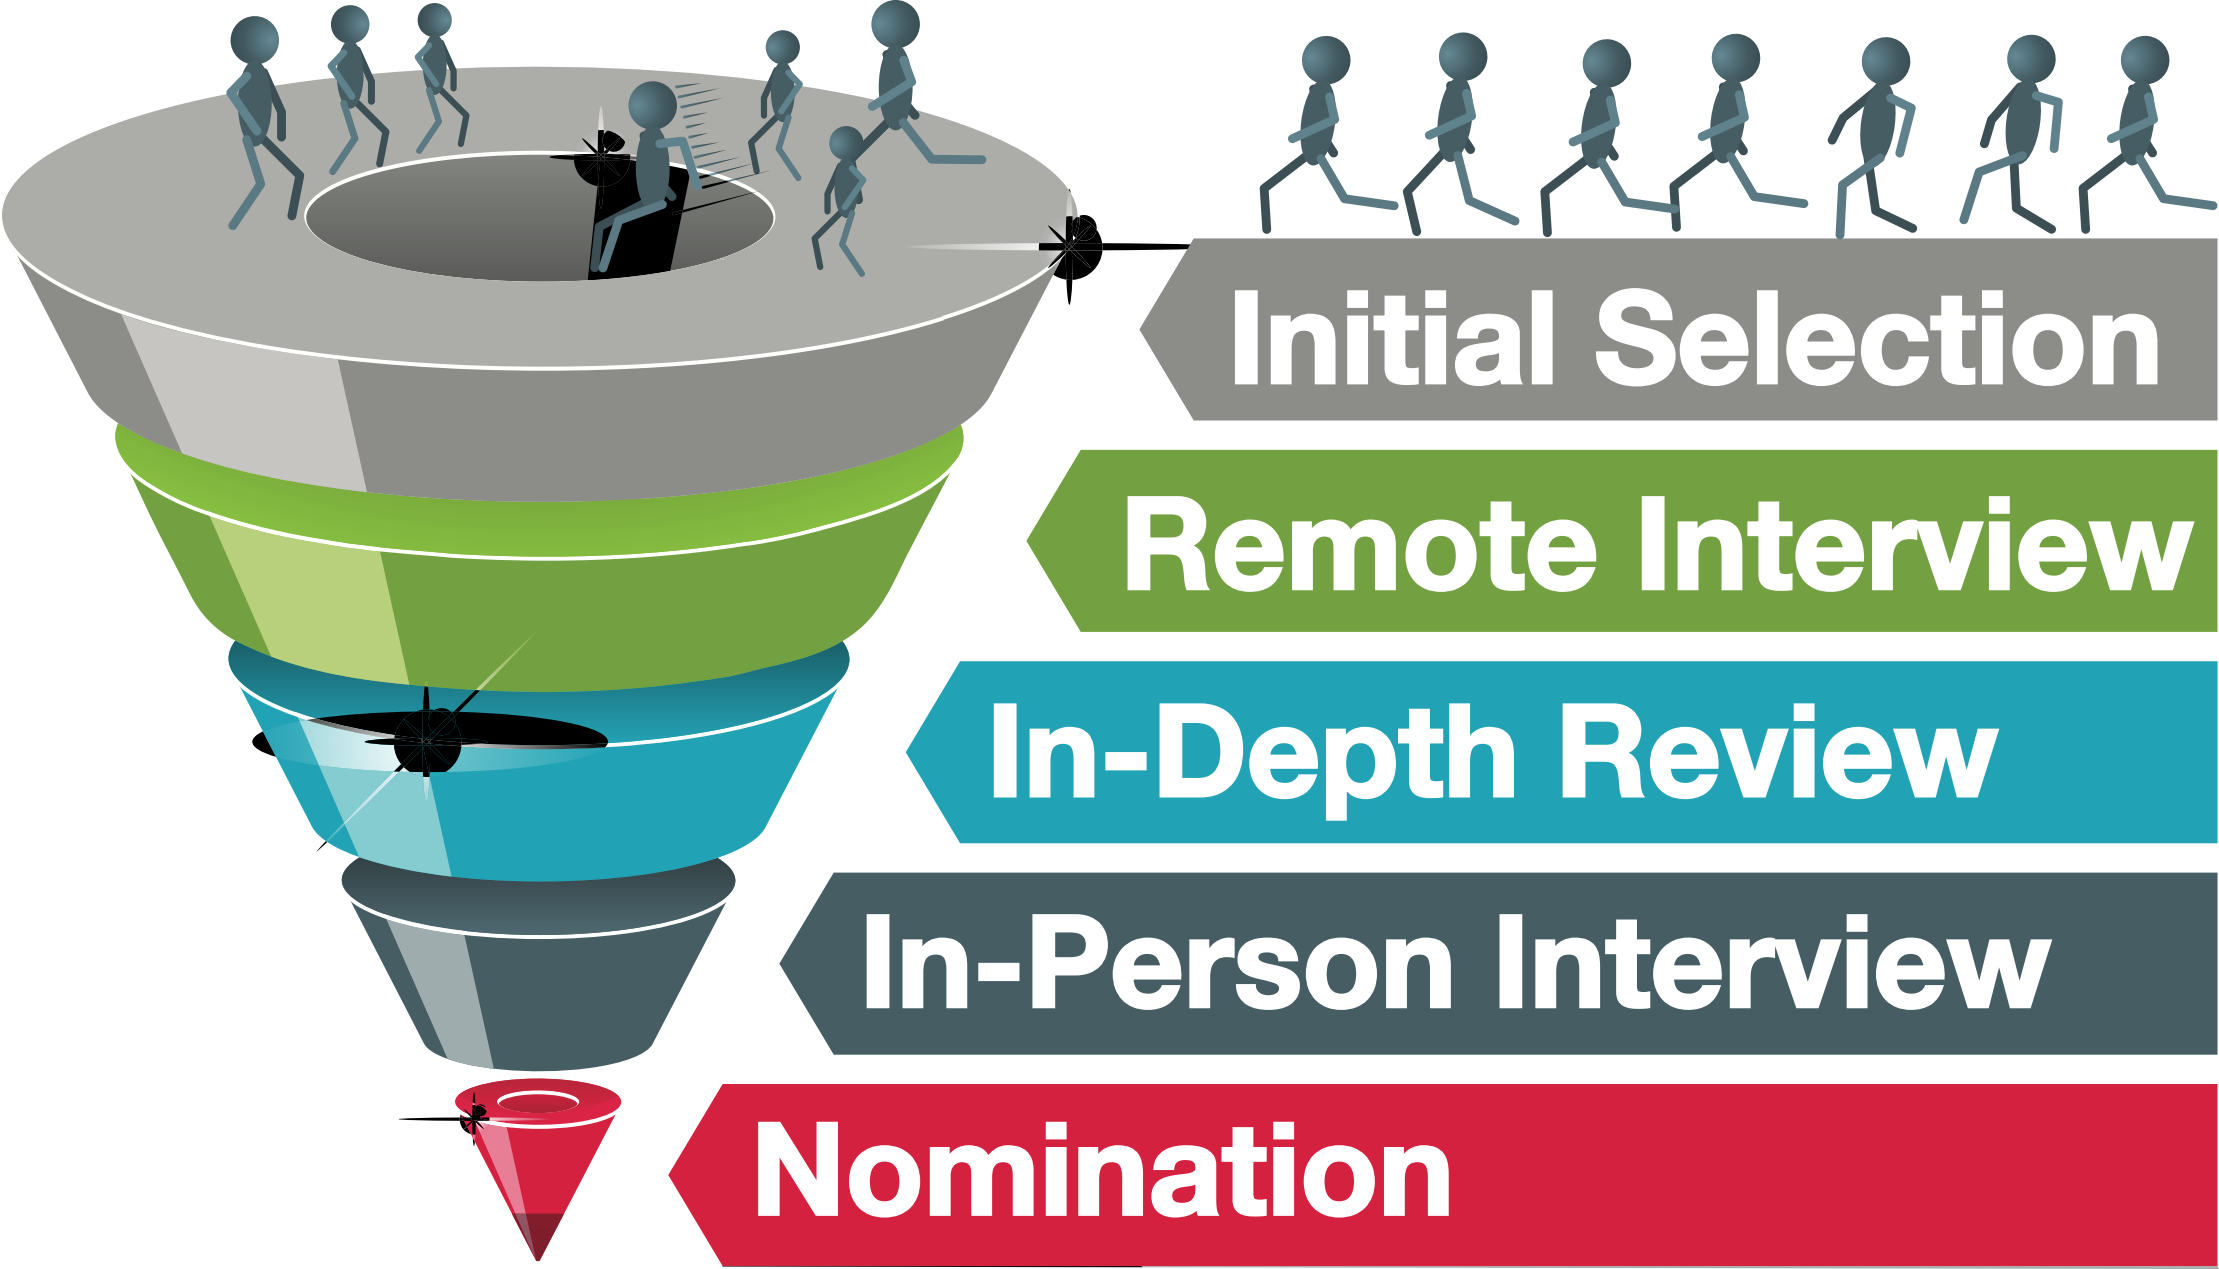 Initial Selection
Remote Interview
In-Depth Review
In-Person Interview
Nomination